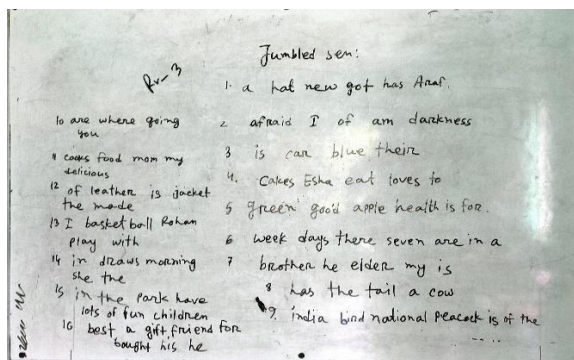 Rv-3
Jumbled sen:
1. a hat new got has Araf.
2 afraid I of am darkness
3 is car blue their
4. Cakes Esha eat loves to
5 green good apple health is for.
6 week days there seven are in a
7 brother he elder my is
8 has the tail a cow
9. india bird national Peacock is of the
10 are where going
you
11 cooks food mom my
delicious
12 of leather is jacket
the made
13 I basketball Rohan
play with
14 in draws morning
she the
15 in the park have
lots of fun children
16 best a gift friend for
bought his he